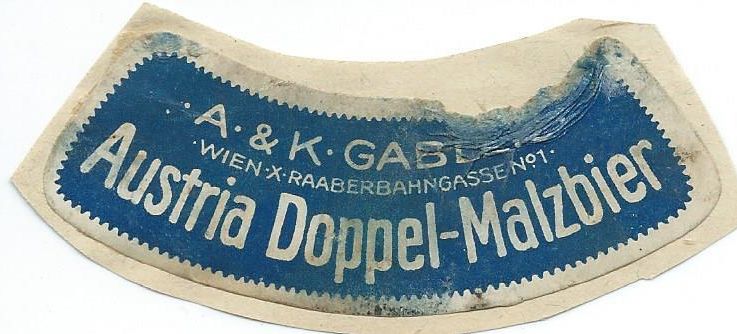 A. & K.
·WIEN·X·RAABERBAHNGASSE Nº1·
Austria Doppel-Malzbier